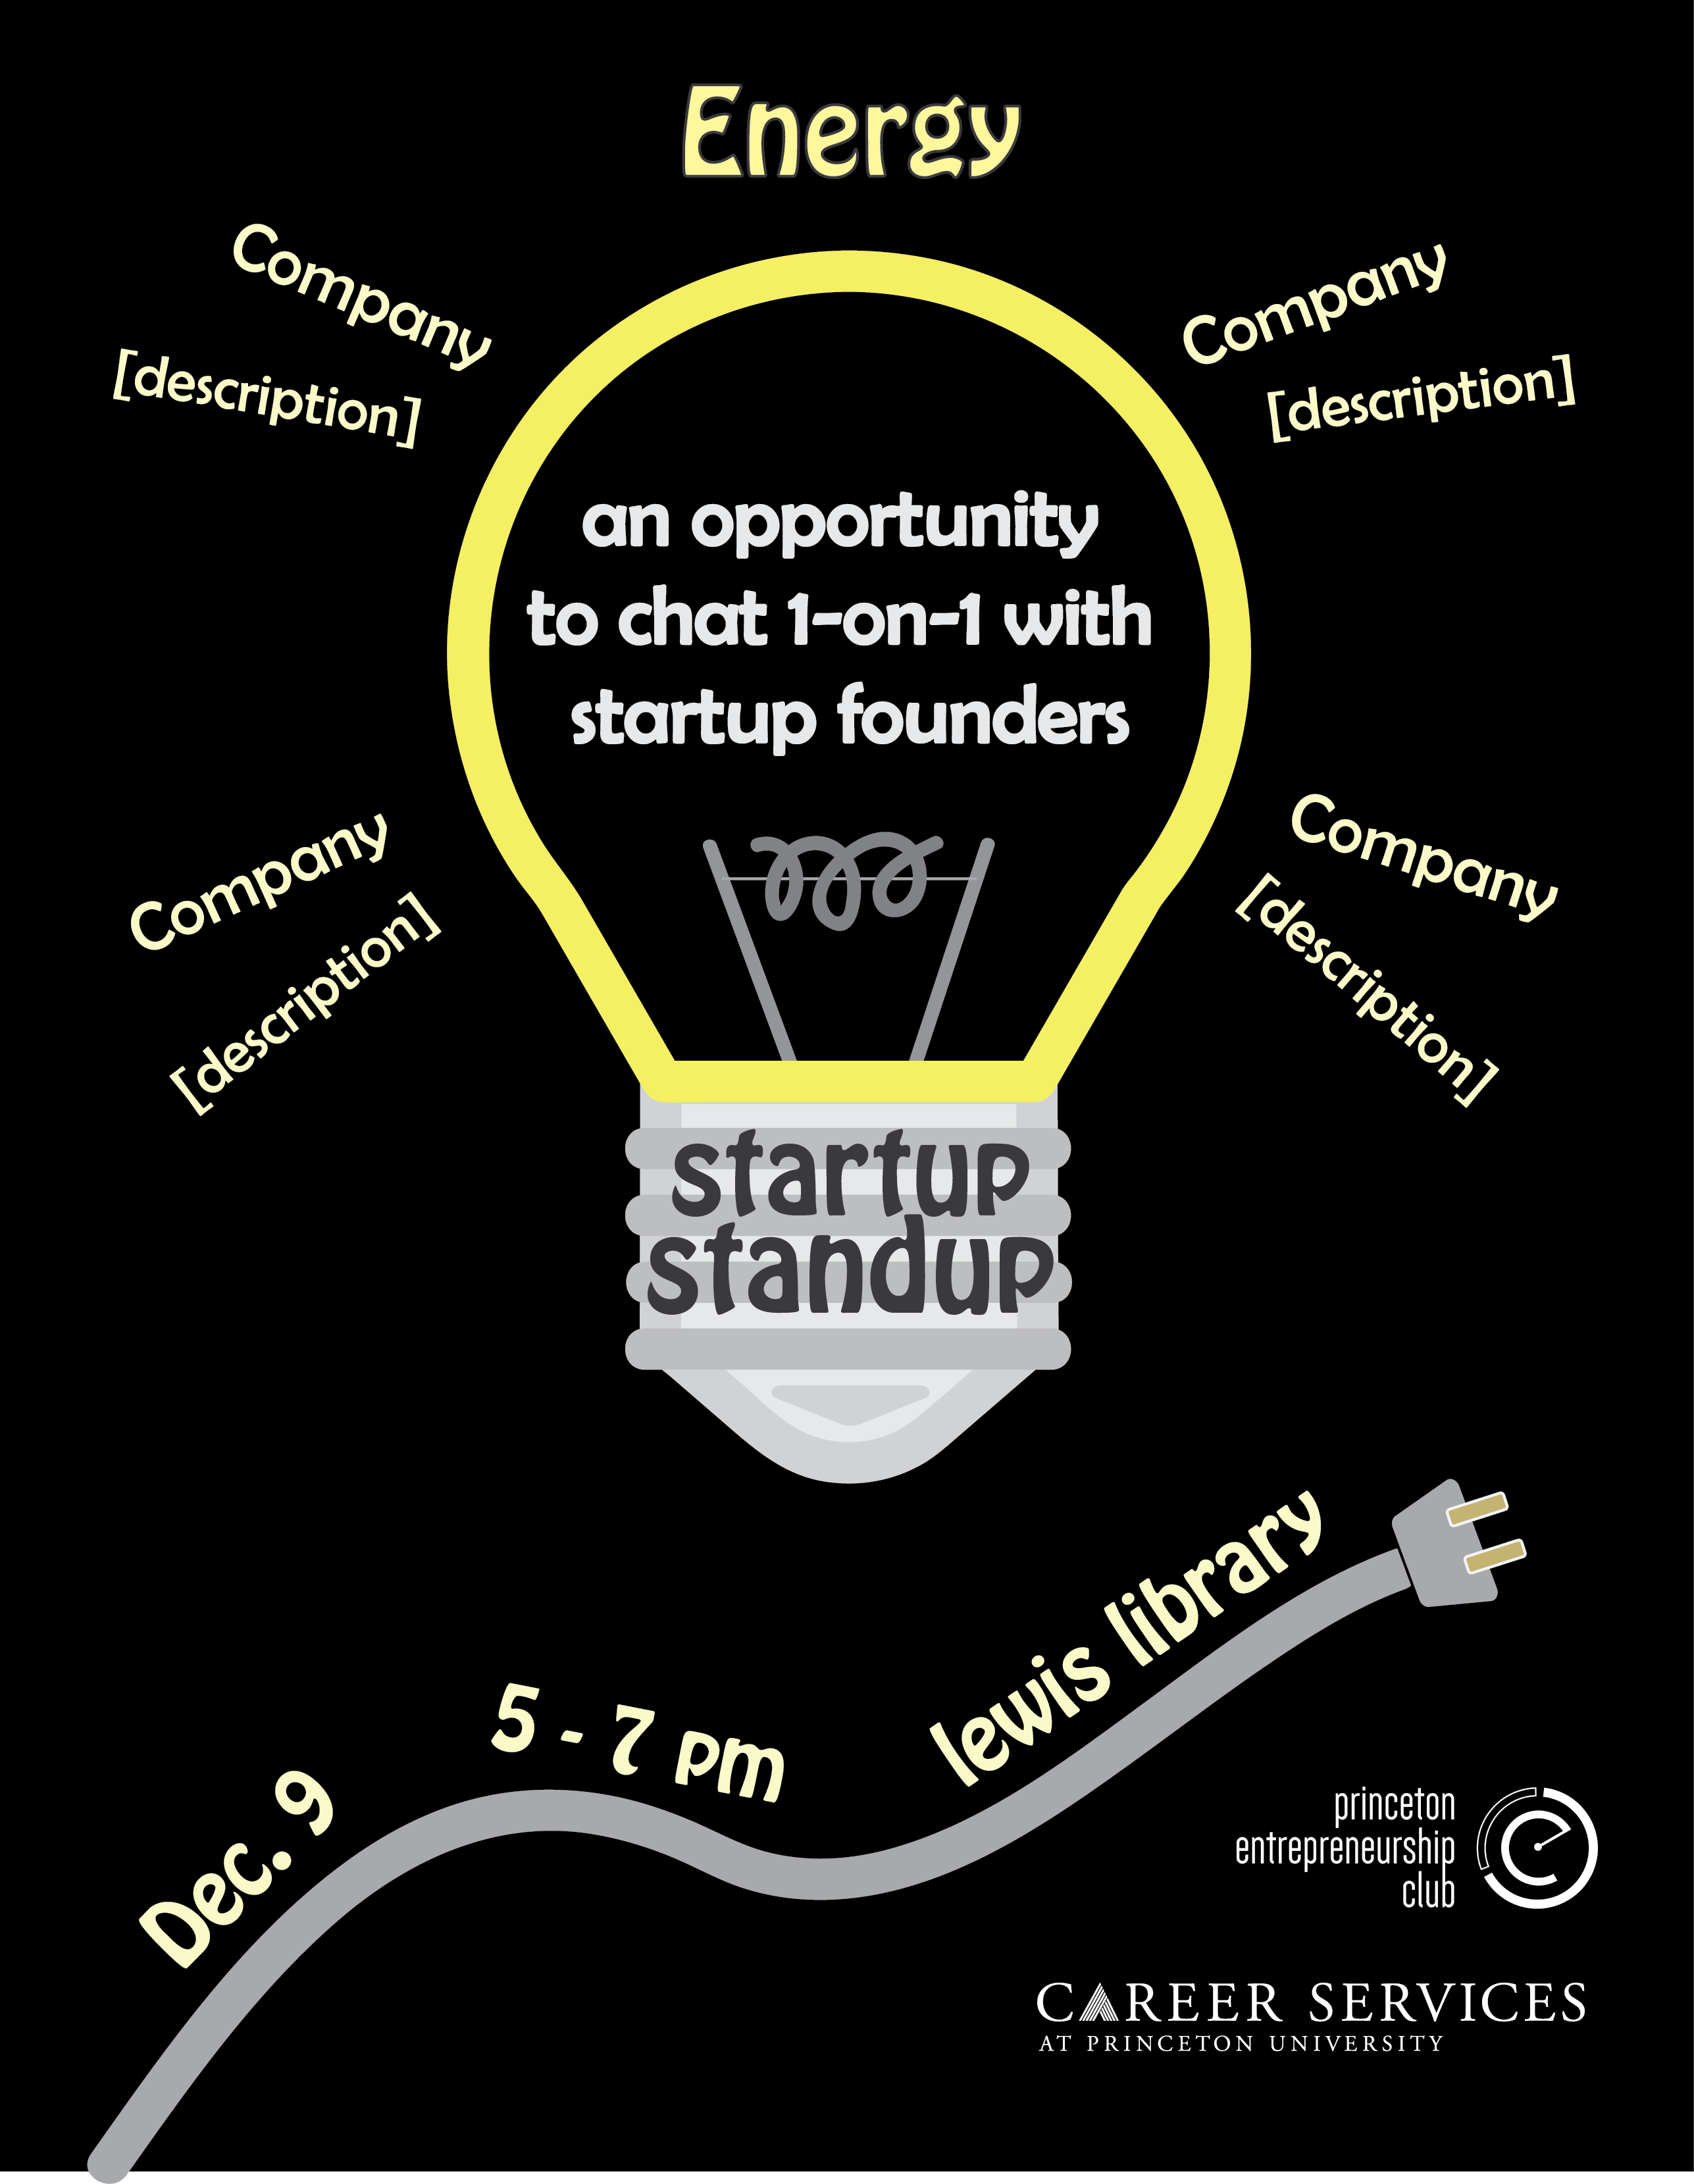 Energy
Company
[description]
Company
[description]
an opportunity
to chat 1-on-1 with
startup founders
Company
[description]
Company
[description]
startup
standup
Dec. 9
5 - 7 pm
lewis library
princeton
entrepreneurship
club
CAREER SERVICES
AT PRINCETON UNIVERSITY